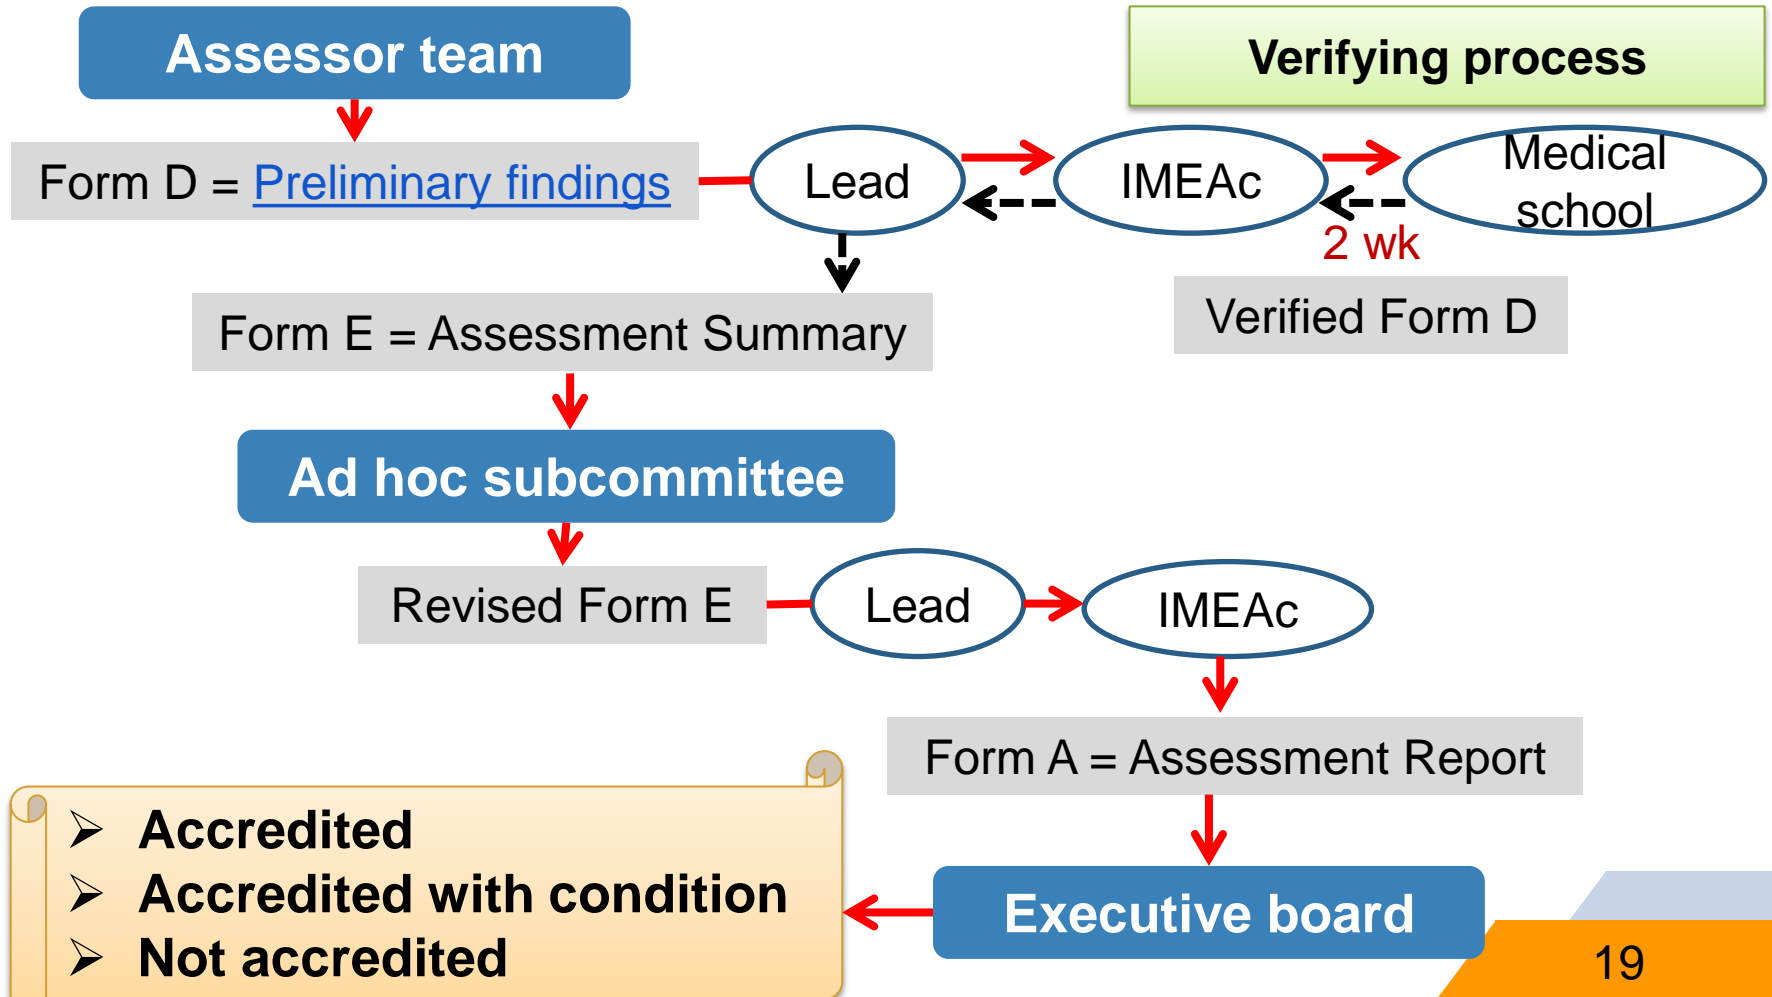 Assessor team
Verifying process
Form D = Preliminary findings
Lead
IMEAc
Medical
school
2 wk
Form E = Assessment Summary
Verified Form D
Ad hoc subcommittee
Revised Form E
Lead
IMEAc
Form A = Assessment Report
➢ Accredited
➢ Accredited with condition
➢ Not accredited
Executive board
19